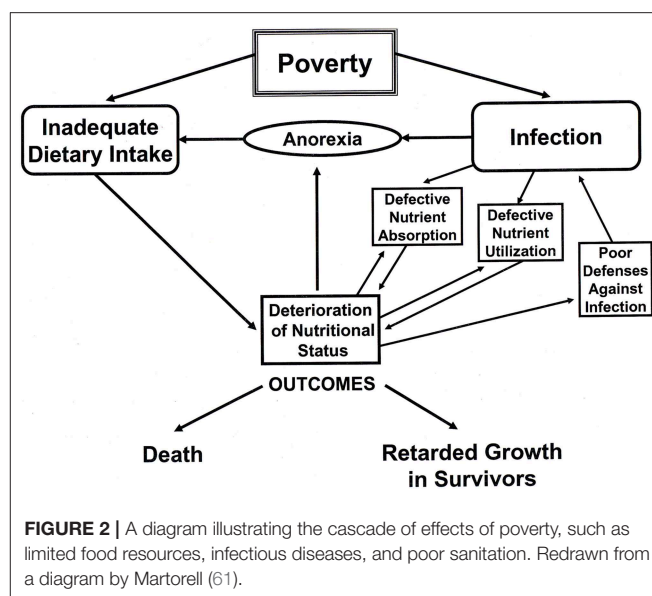 Poverty
Inadequate
Dietary Intake
Anorexia
Infection
Defective
Nutrient
Absorption
Defective
Nutrient
Utilization
Poor
Defenses
Against
Infection
Deterioration
of Nutritional
Status
OUTCOMES
Death
Retarded Growth
in Survivors
FIGURE 2 | A diagram illustrating the cascade of effects of poverty, such as
limited food resources, infectious diseases, and poor sanitation. Redrawn from
a diagram by Martorell (61).